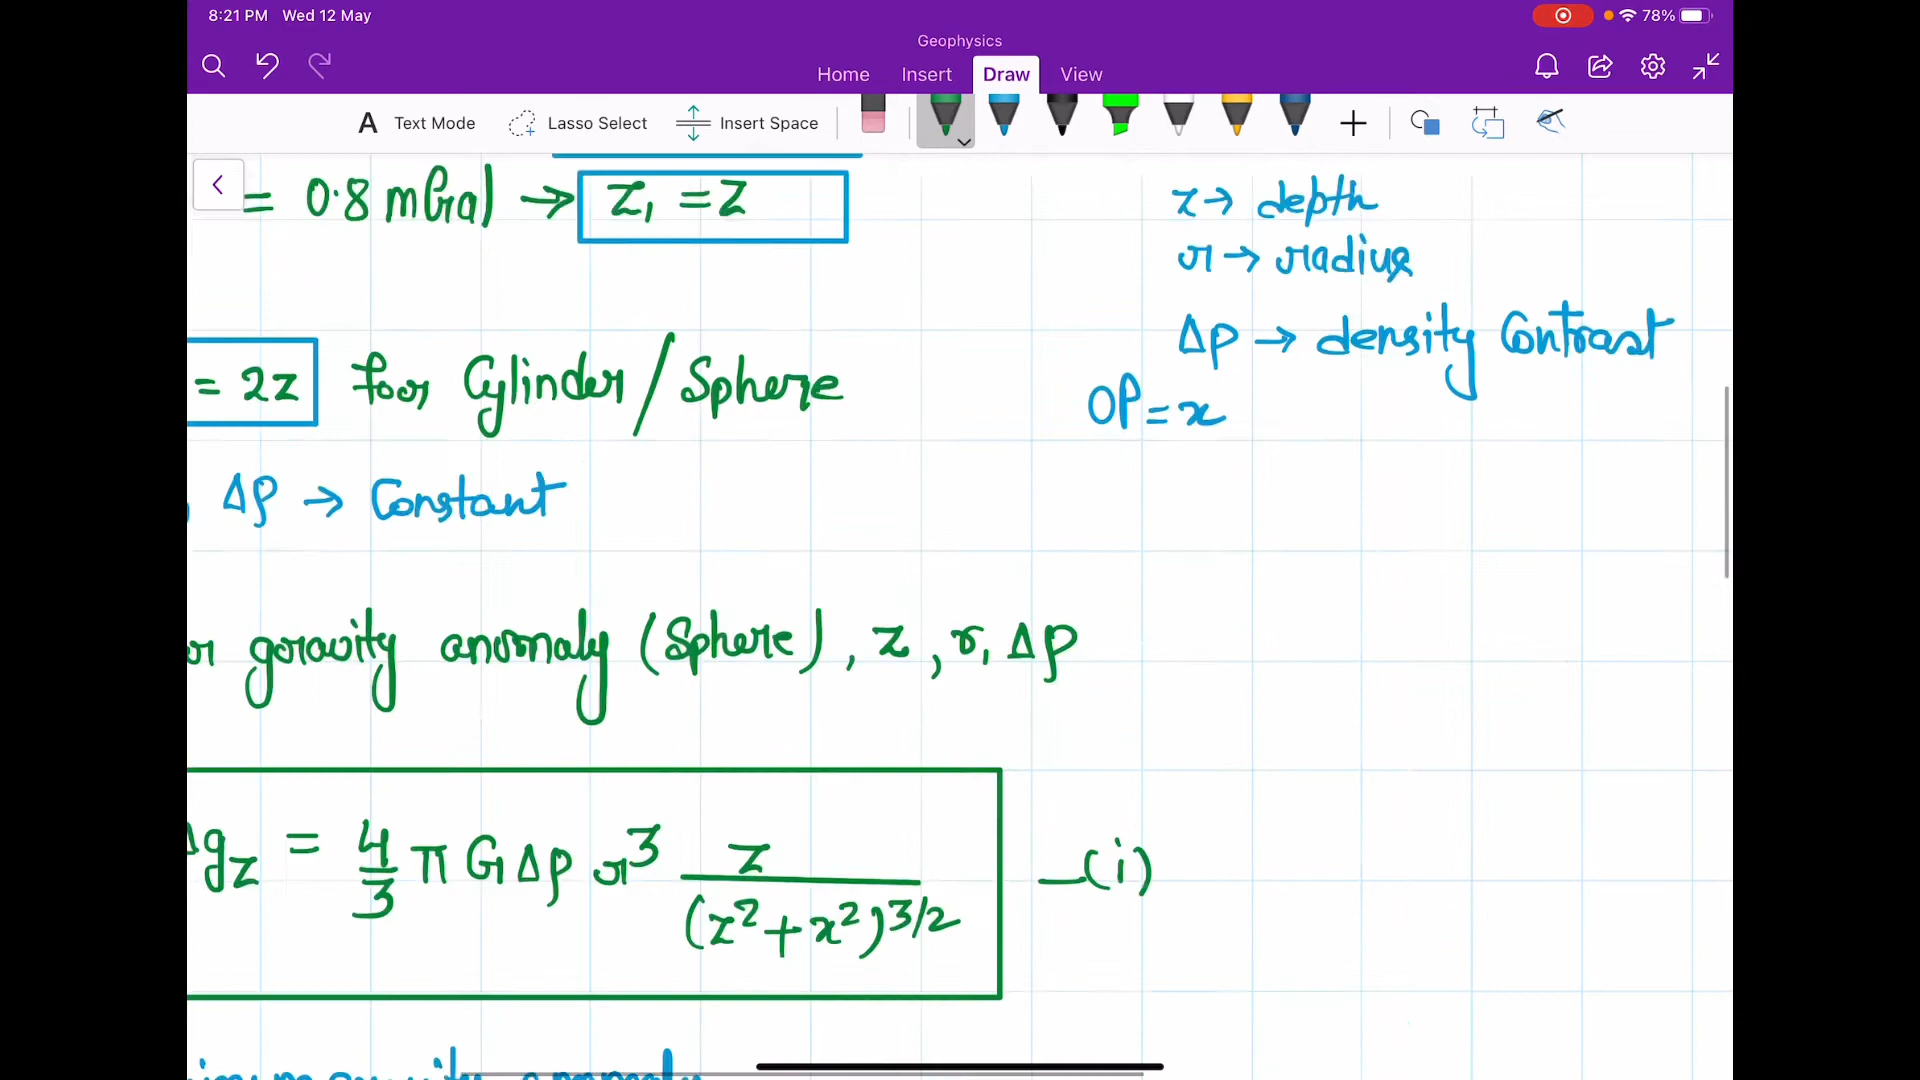 8:21 PM Wed 12 May 78%
Geophysics
Home Insert Draw View
A Text Mode Lasso Select Insert Space
= 0.8 mGal → z₁ = z
z → depth
r → radius
Δρ → density Contrast
OP = x
= 2z for Cylinder/Sphere
Δρ → Constant
gravity anomaly (Sphere), z, r, Δρ
Δg_z = 4/3 π G Δρ r³ z/(z²+x²)^3/2 —(i)